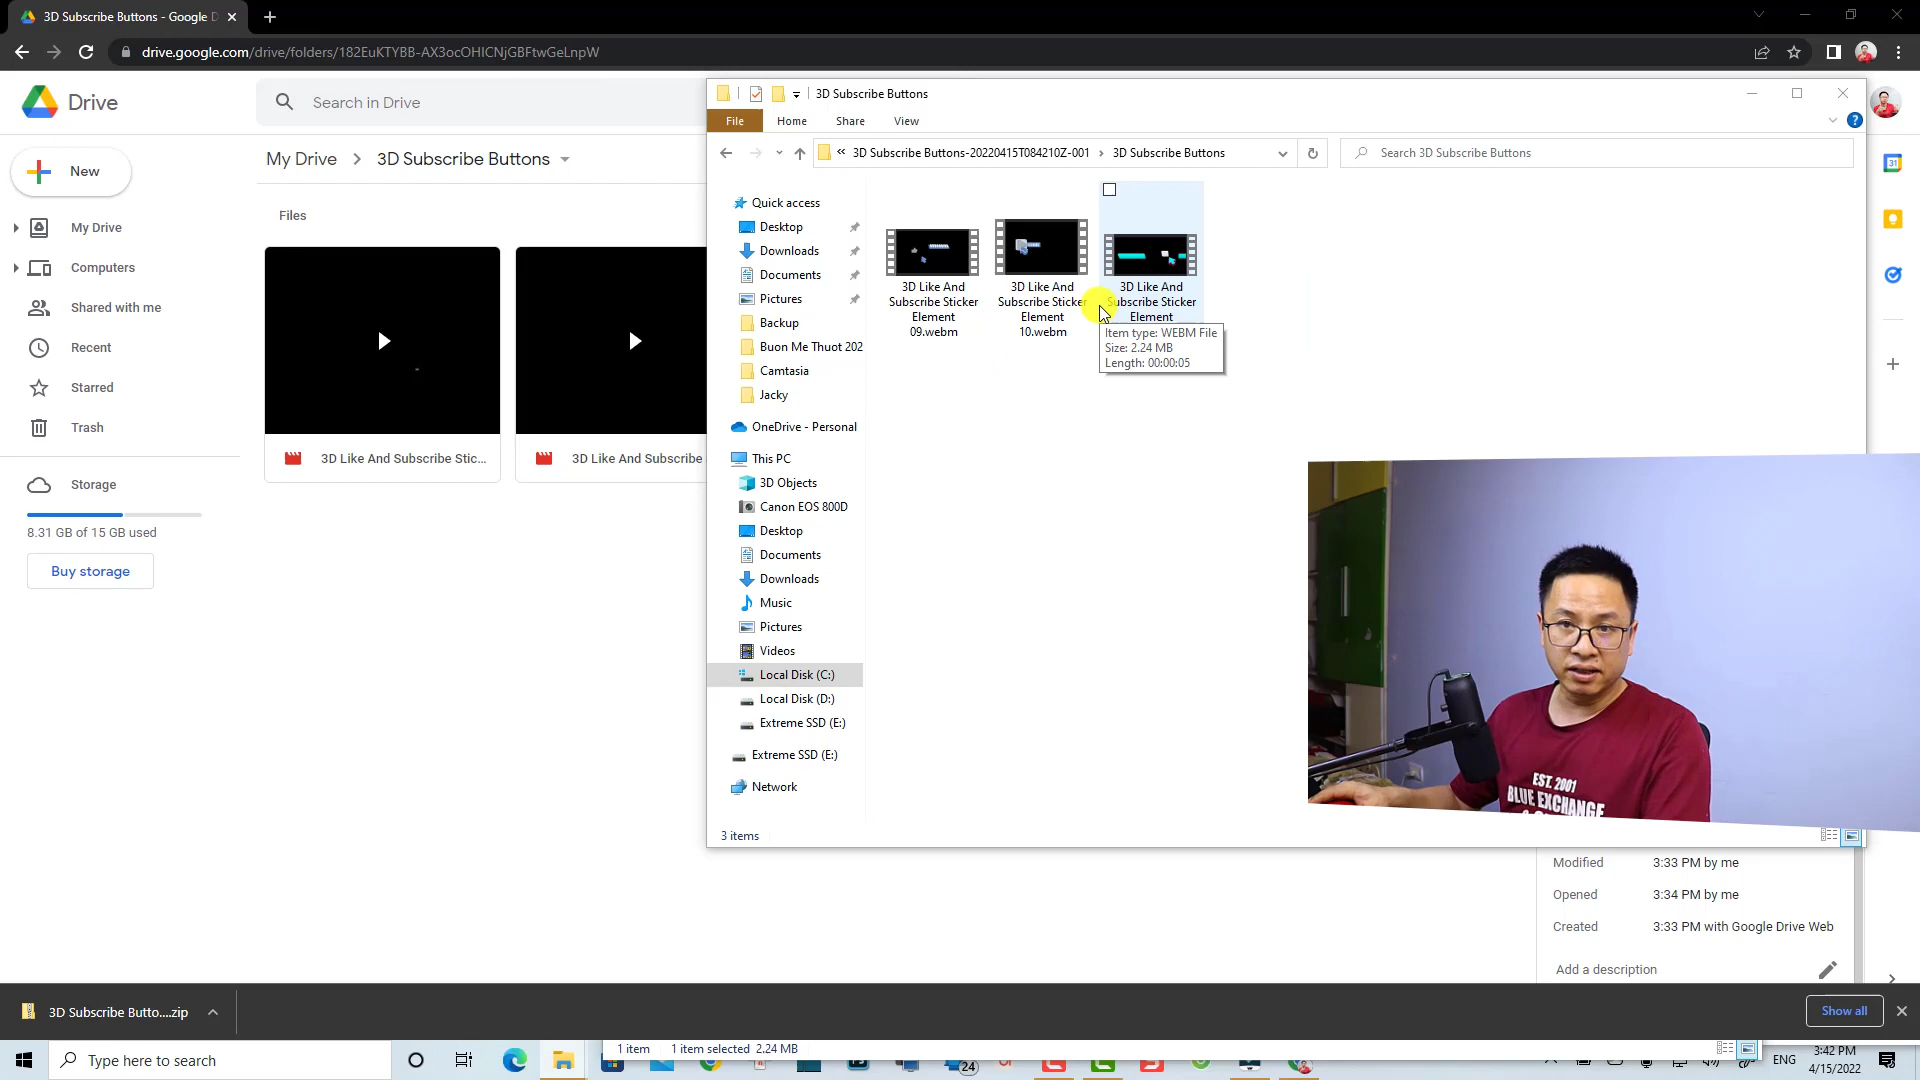 3D Subscribe Buttons - Google D
drive.google.com/drive/folders/182EuKTYBB-AX3ocOHICNjGBFtwGeLnpW
Drive
Search in Drive
New
My Drive
Computers
Shared with me
Recent
Starred
Trash
Storage
8.31 GB of 15 GB used
Buy storage
My Drive > 3D Subscribe Buttons
Files
3D Like And Subscribe Stic...
3D Like And Subscribe
3D Subscribe Buttons
File Home Share View
« 3D Subscribe Buttons-20220415T084210Z-001 > 3D Subscribe Buttons
Search 3D Subscribe Buttons
Quick access
Desktop
Downloads
Documents
Pictures
Backup
Buon Me Thuot 202
Camtasia
Jacky
OneDrive - Personal
This PC
3D Objects
Canon EOS 800D
Desktop
Documents
Downloads
Music
Pictures
Videos
Local Disk (C:)
Local Disk (D:)
Extreme SSD (E:)
Extreme SSD (E:)
Network
3 items
3D Like And
Subscribe Sticker
Element
09.webm
3D Like And
Subscribe Sticker
Element
10.webm
3D Like And
Subscribe Sticker
Element
Item type: WEBM File
Size: 2.24 MB
Length: 00:00:05
EST. 2001
BLUE EXCHANGE
Modified 3:33 PM by me
Opened 3:34 PM by me
Created 3:33 PM with Google Drive Web
Add a description
3D Subscribe Butto....zip
Show all
1 item 1 item selected 2.24 MB
Type here to search
24
ENG
3:42 PM
4/15/2022